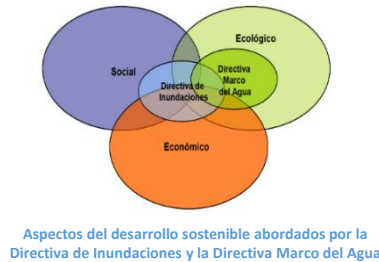 Ecológico
Social
Directiva
Marco
del Agua
Directiva de
Inundaciones
Económico
Aspectos del desarrollo sostenible abordados por la
Directiva de Inundaciones y la Directiva Marco del Agua